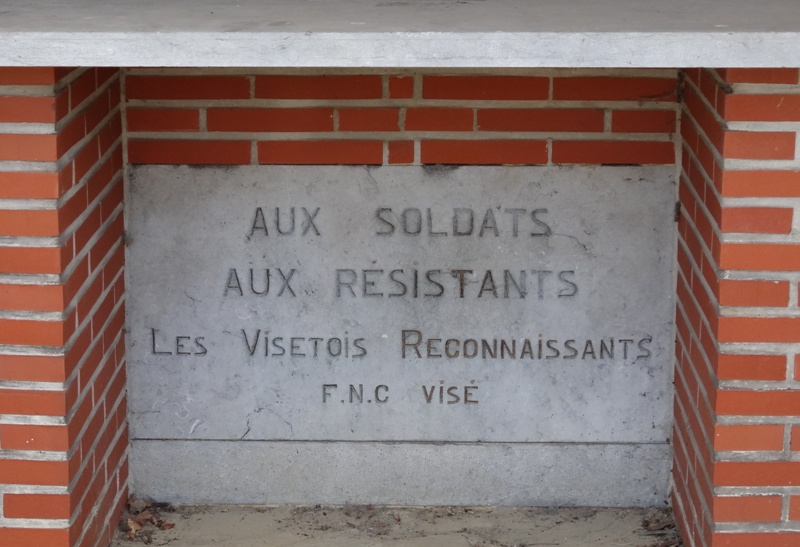 AUX SOLDATS
AUX RÉSISTANTS
LES VISETOIS RECONNAISSANTS
F.N.C VISÉ